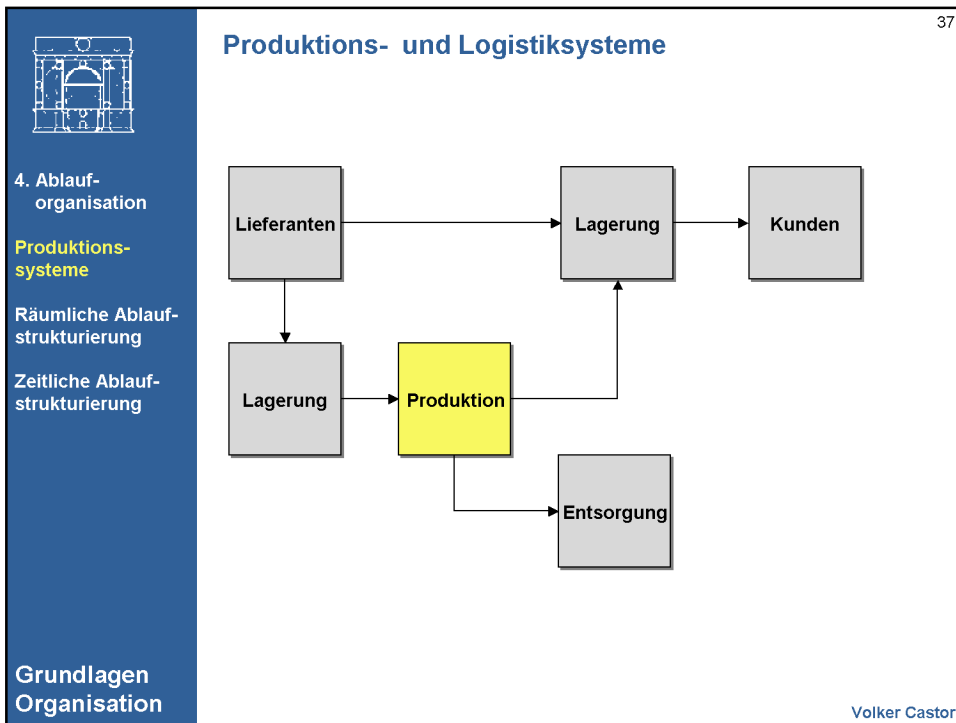 37
Produktions- und Logistiksysteme
4. Ablauf-
organisation
Produktions-
systeme
Räumliche Ablauf-
strukturierung
Zeitliche Ablauf-
strukturierung
Lieferanten
Lagerung
Kunden
Lagerung
Produktion
Entsorgung
Grundlagen
Organisation
Volker Castor